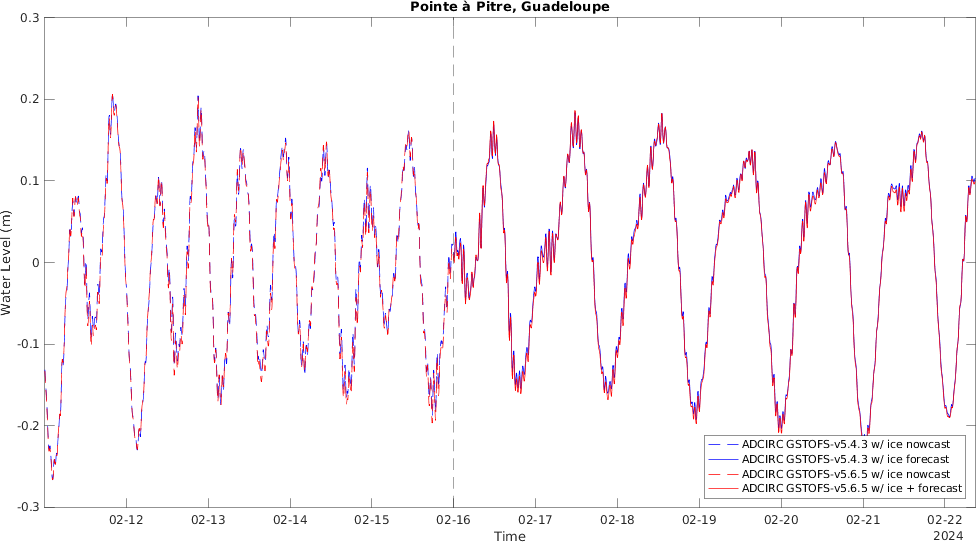 Pointe à Pitre, Guadeloupe
0.3
0.2
0.1
0
-0.1
-0.2
-0.3
Water Level (m)
ADCIRC GSTOFS-v5.4.3 w/ ice nowcast
ADCIRC GSTOFS-v5.4.3 w/ ice forecast
ADCIRC GSTOFS-v5.6.5 w/ ice nowcast
ADCIRC GSTOFS-v5.6.5 w/ ice + forecast
02-12 02-13 02-14 02-15 02-16 02-17 02-18 02-19 02-20 02-21 02-22
2024
Time